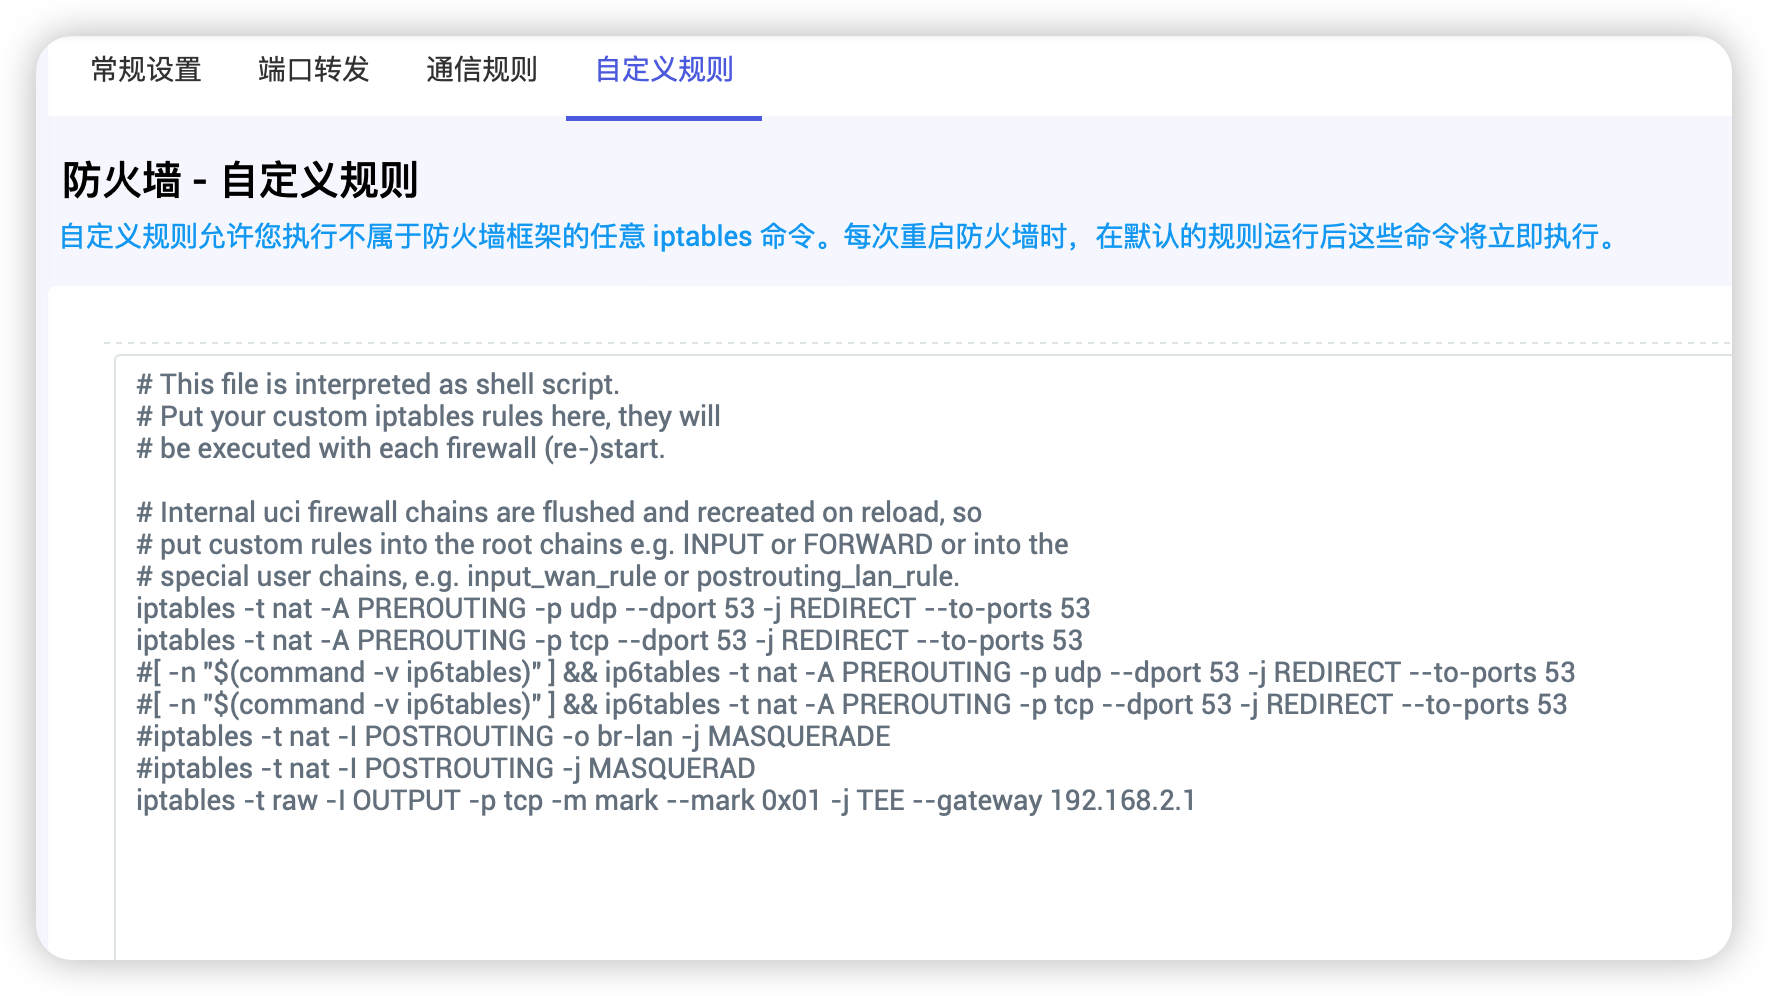 常规设置 端口转发 通信规则 自定义规则
防火墙 - 自定义规则
自定义规则允许您执行不属于防火墙框架的任意 iptables 命令。每次重启防火墙时，在默认的规则运行后这些命令将立即执行。
# This file is interpreted as shell script.
# Put your custom iptables rules here, they will
# be executed with each firewall (re-)start.
# Internal uci firewall chains are flushed and recreated on reload, so
# put custom rules into the root chains e.g. INPUT or FORWARD or into the
# special user chains, e.g. input_wan_rule or postrouting_lan_rule.
iptables -t nat -A PREROUTING -p udp --dport 53 -j REDIRECT --to-ports 53
iptables -t nat -A PREROUTING -p tcp --dport 53 -j REDIRECT --to-ports 53
#[ -n "$(command -v ip6tables)" ] && ip6tables -t nat -A PREROUTING -p udp --dport 53 -j REDIRECT --to-ports 53
#[ -n "$(command -v ip6tables)" ] && ip6tables -t nat -A PREROUTING -p tcp --dport 53 -j REDIRECT --to-ports 53
#iptables -t nat -I POSTROUTING -o br-lan -j MASQUERADE
#iptables -t nat -I POSTROUTING -j MASQUERAD
iptables -t raw -I OUTPUT -p tcp -m mark --mark 0x01 -j TEE --gateway 192.168.2.1